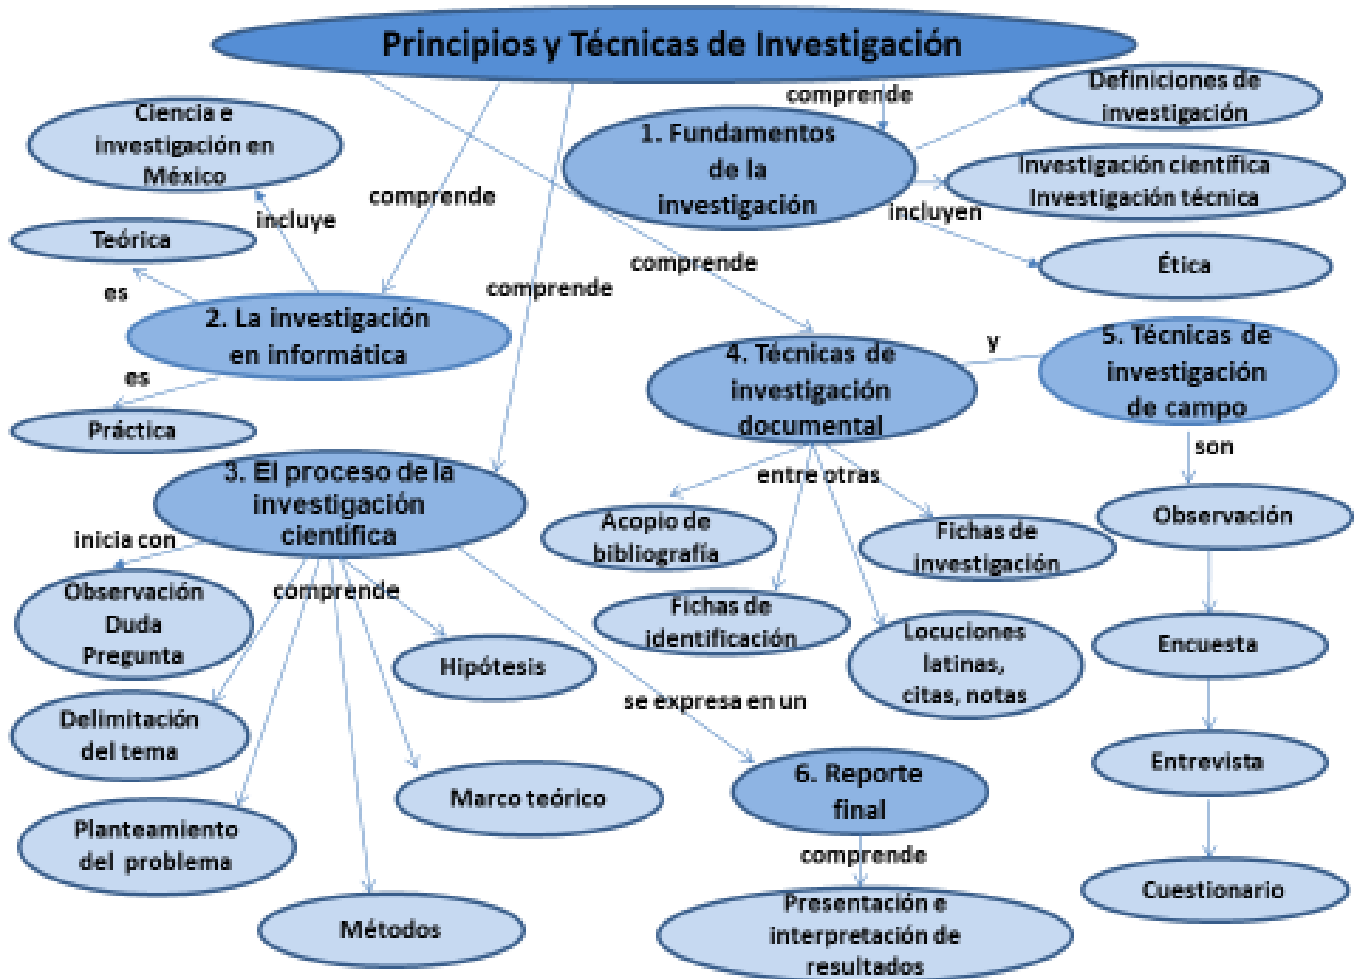 Principios y Técnicas de Investigación
comprende
Definiciones de
investigación
1. Fundamentos
de la
investigación
Investigación científica
Investigación técnica
incluyen
Ética
Ciencia e
investigación en
México
comprende
incluye
Teórica
es
2. La investigación
en informática
es
Práctica
comprende
comprende
4. Técnicas de
investigación
documental
y
5. Técnicas de
investigación
de campo
son
entre otras
Acopio de
bibliografía
Fichas de
investigación
Fichas de
identificación
Locuciones
latinas,
citas, notas
Observación
Encuesta
Entrevista
Cuestionario
3. El proceso de la
investigación
científica
inicia con
Observación
Duda
Pregunta
comprende
Hipótesis
Delimitación
del tema
Planteamiento
del problema
Marco teórico
Métodos
se expresa en un
6. Reporte
final
comprende
Presentación e
interpretación de
resultados